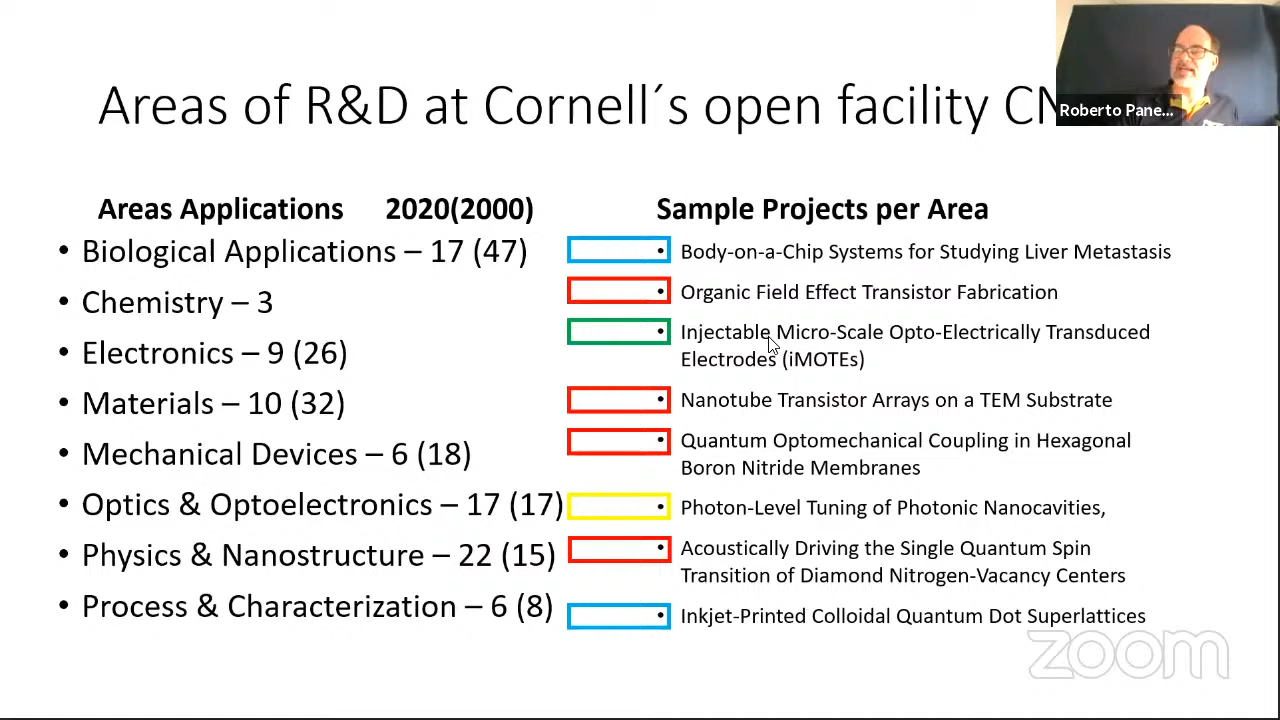 Areas of R&D at Cornell´s open facility
Roberto Pane...
Areas Applications 2020(2000)
• Biological Applications – 17 (47)
• Chemistry – 3
• Electronics – 9 (26)
• Materials – 10 (32)
• Mechanical Devices – 6 (18)
• Optics & Optoelectronics – 17 (17)
• Physics & Nanostructure – 22 (15)
• Process & Characterization – 6 (8)
Sample Projects per Area
• Body-on-a-Chip Systems for Studying Liver Metastasis
• Organic Field Effect Transistor Fabrication
• Injectable Micro-Scale Opto-Electrically Transduced
Electrodes (iMOTEs)
• Nanotube Transistor Arrays on a TEM Substrate
• Quantum Optomechanical Coupling in Hexagonal
Boron Nitride Membranes
• Photon-Level Tuning of Photonic Nanocavities,
• Acoustically Driving the Single Quantum Spin
Transition of Diamond Nitrogen-Vacancy Centers
• Inkjet-Printed Colloidal Quantum Dot Superlattices
zoom